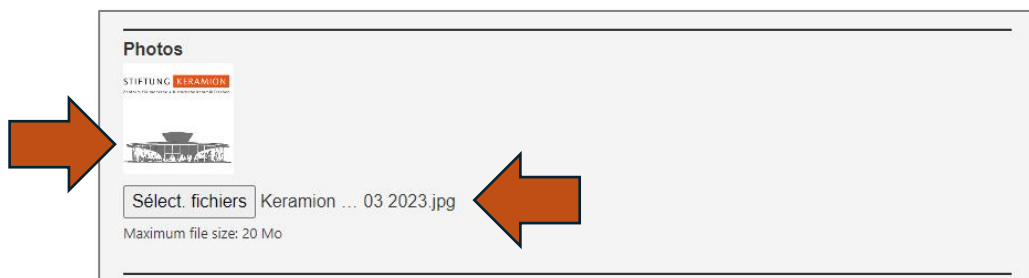 Photos
STIFTUNG KERAMION
Sélect. fichiers Keramion ... 03 2023.jpg
Maximum file size: 20 Mo